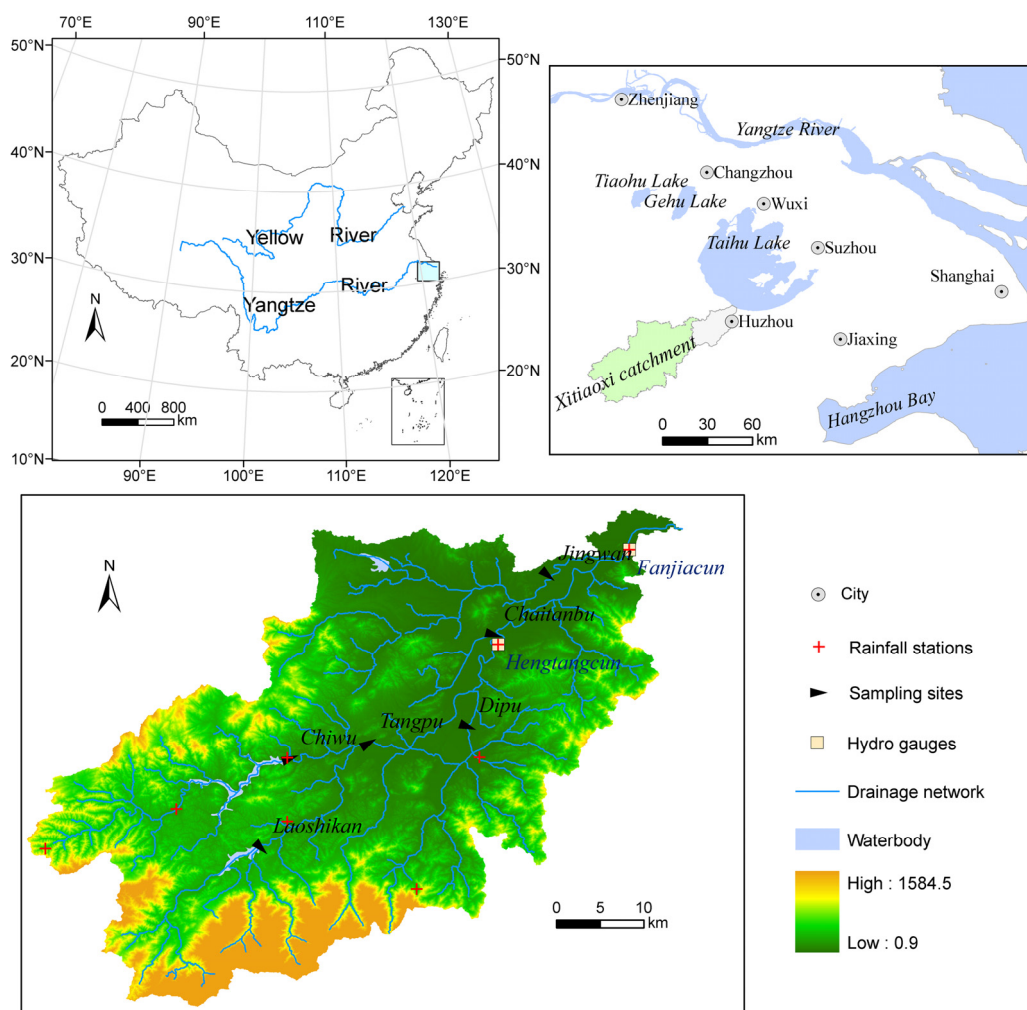 70°E
90°E
110°E
130°E
50°N
50°N
40°N
40°N
30°N
30°N
20°N
20°N
10°N
90°E
100°E
110°E
120°E
Yellow River
Yangtze River
N
0 400 800
km
Zhenjiang
Yangtze River
Changzhou
Tiaohu Lake
Gehu Lake
Wuxi
Taihu Lake
Suzhou
Shanghai
Huzhou
Jiaxing
Xitiaoxi catchment
Hangzhou Bay
0 30 60
km
N
Jingwan
Fanjiacun
Chaitanbu
Hengtangcun
Dipu
Tangpu
Chiwu
Laoshikan
0 5 10
km
City
Rainfall stations
Sampling sites
Hydro gauges
Drainage network
Waterbody
High : 1584.5
Low : 0.9